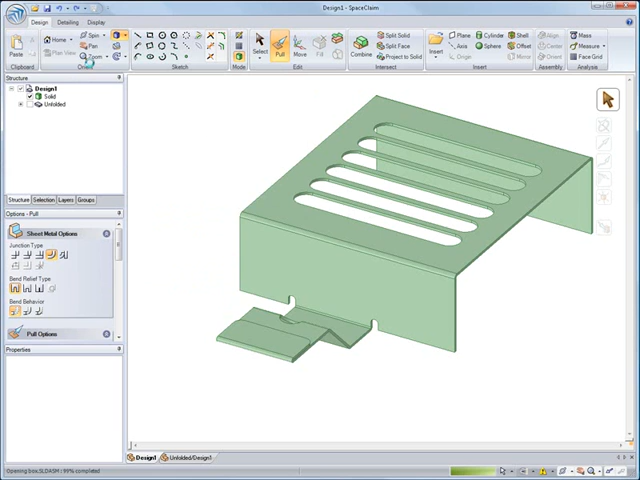 Design1 - SpaceClaim
Design Detailing Display
Paste
Home Spin
Plan View Pan
Zoom
Select Pull Move Fill
Combine
Split Solid
Split Face
Project
Insert
Plane Cylinder Shell
Axis Sphere Offset
Origin Mirror
Align
Mass
Measure
Face Grid
Clipboard Orient Sketch Mode Edit Intersect Insert Assembly Analysis
Structure
Design1
Solid
Unfolded
Structure Selection Layers Groups
Options - Pull
Sheet Metal Options
Junction Type
Bend Relief Type
Bend Behavior
Pull Options
Properties
Design1 Unfolded/Design1
Opening box.SLDASM : 99% completed